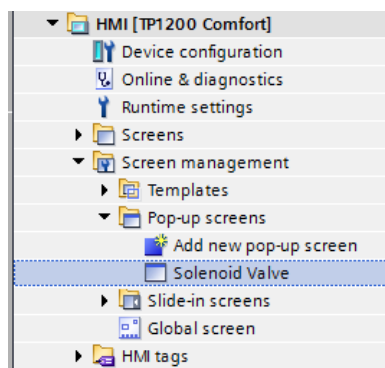 HMI [TP1200 Comfort]
Device configuration
Online & diagnostics
Runtime settings
Screens
Screen management
Templates
Pop-up screens
Add new pop-up screen
Solenoid Valve
Slide-in screens
Global screen
HMI tags